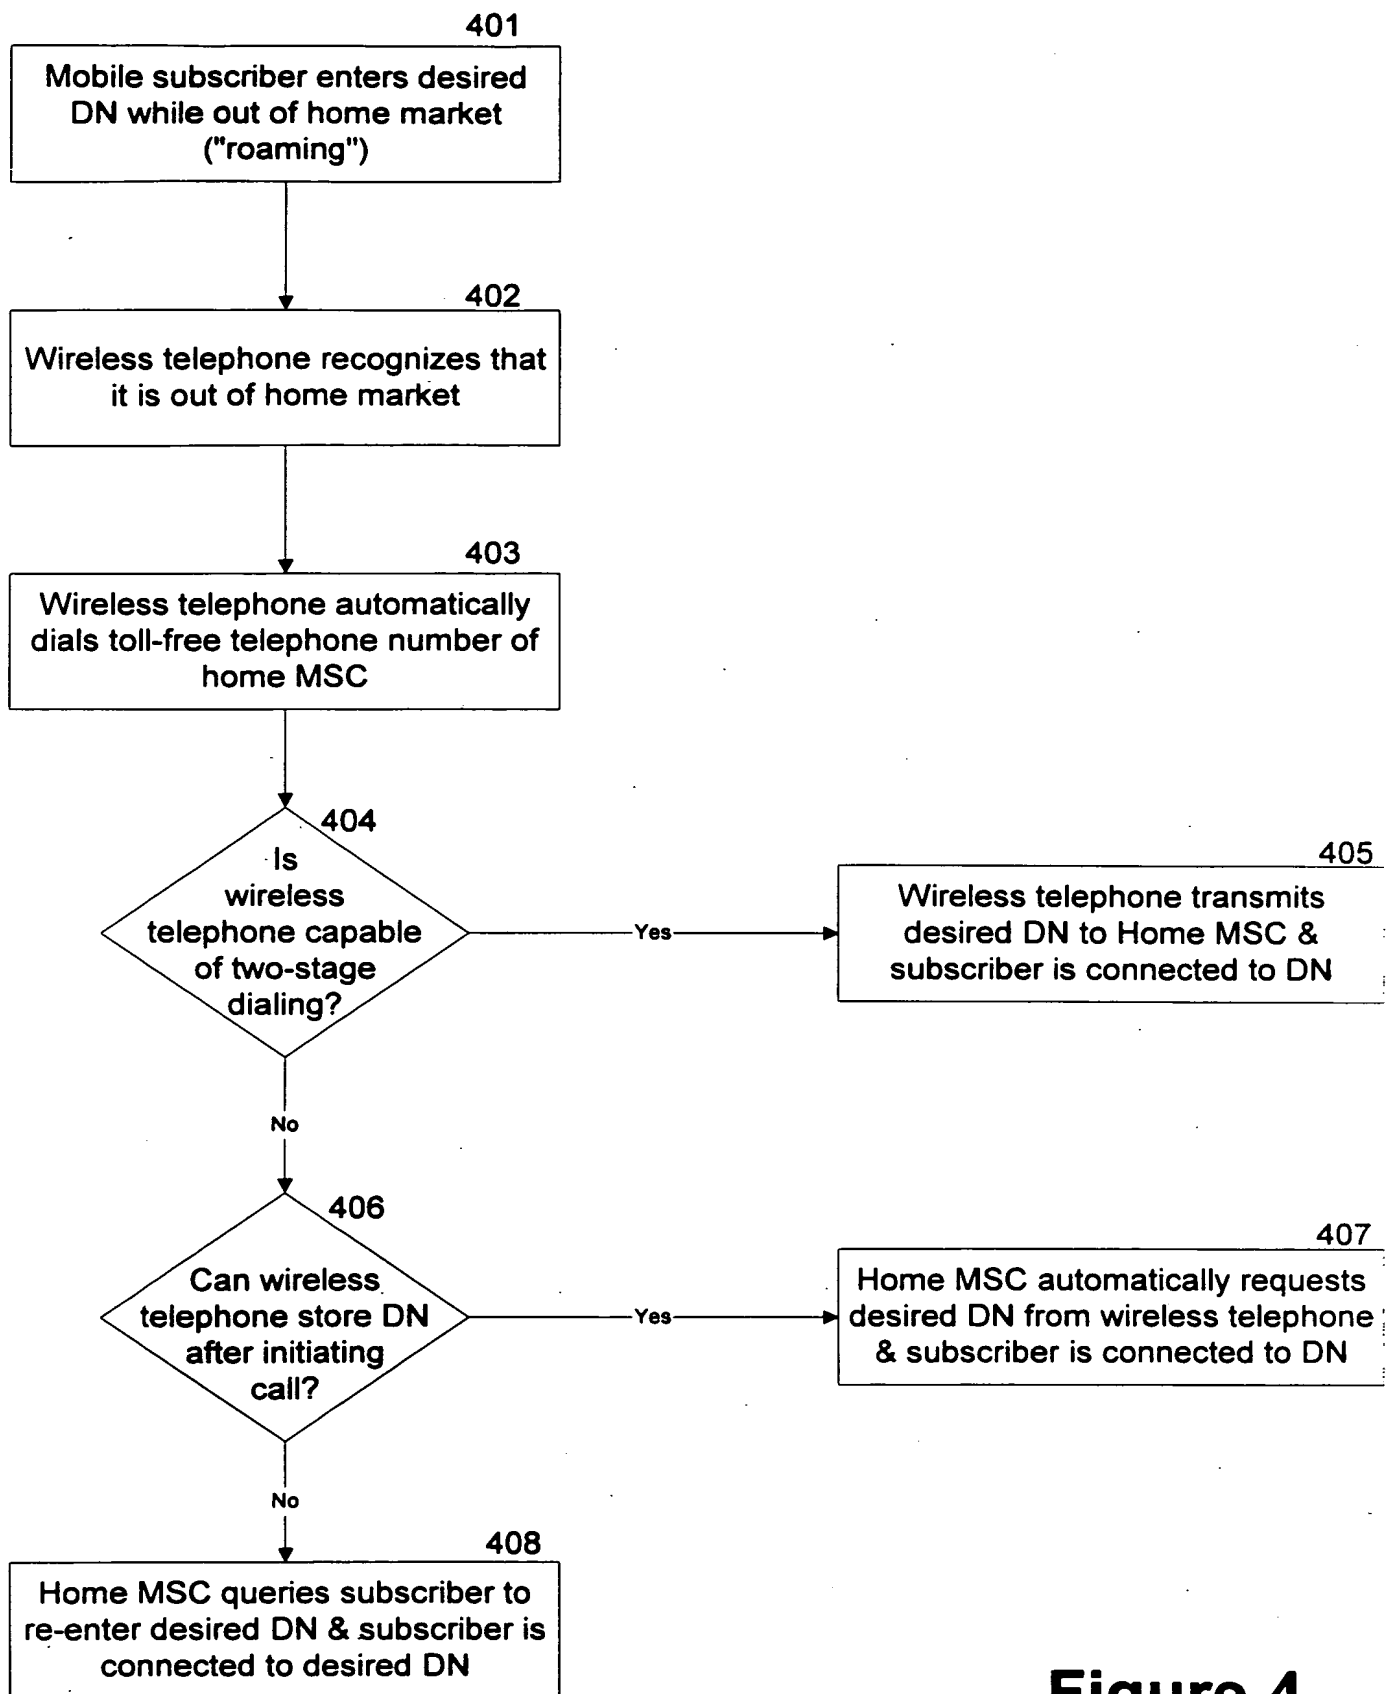 401
Mobile subscriber enters desired
DN while out of home market
("roaming")
402
Wireless telephone recognizes that
it is out of home market
403
Wireless telephone automatically
dials toll-free telephone number of
home MSC
404
Is
wireless
telephone capable
of two-stage
dialing?
Yes
405
Wireless telephone transmits
desired DN to Home MSC &
subscriber is connected to DN
No
406
Can wireless
telephone store DN
after initiating
call?
Yes
407
Home MSC automatically requests
desired DN from wireless telephone
& subscriber is connected to DN
No
408
Home MSC queries subscriber to
re-enter desired DN & subscriber is
connected to desired DN
Figure 4